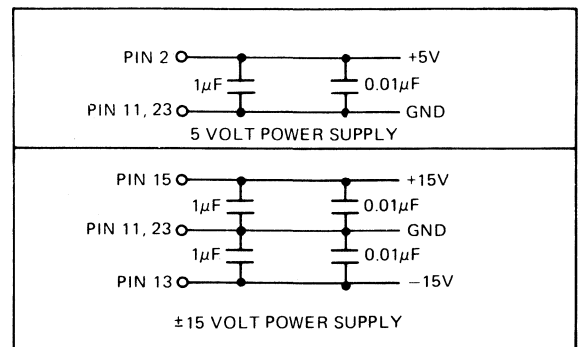 PIN 2 +5V
1μF 0.01μF
PIN 11, 23 GND
5 VOLT POWER SUPPLY
PIN 15 +15V
1μF 0.01μF
PIN 11, 23 GND
1μF 0.01μF
PIN 13 −15V
±15 VOLT POWER SUPPLY